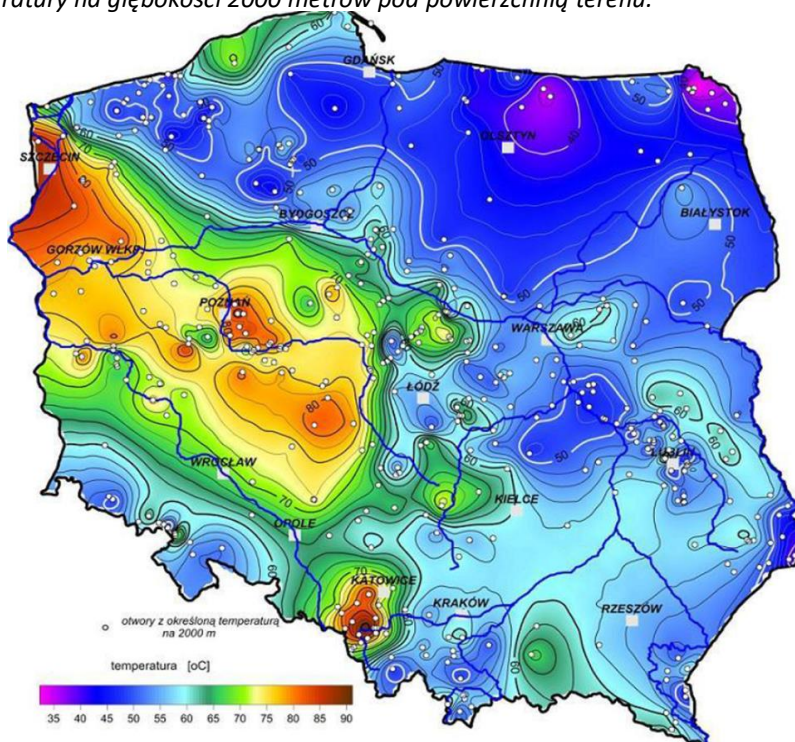 ratury na głębokości 2000 metrów pod powierzchnią terenu.
GDAŃSK
OLSZTYN
SZCZECIN
BIAŁYSTOK
BYDGOSZCZ
GORZÓW WLKP.
POZNAŃ
WARSZAWA
ŁÓDŹ
LUBLIN
WROCŁAW
KIELCE
OPOLE
KATOWICE
KRAKÓW
RZESZÓW
otwory z określoną temperaturą
na 2000 m
temperatura [oC]
35 40 45 50 55 60 65 70 75 80 85 90